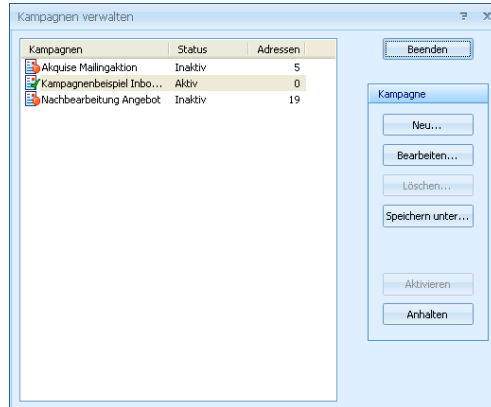 Kampagnen verwalten
Kampagnen Status Adressen
Akquise Mailingaktion Inaktiv 5
Kampagnenbeispiel Inbo... Aktiv 0
Nachbearbeitung Angebot Inaktiv 19
Beenden
Kampagne
Neu...
Bearbeiten...
Löschen...
Speichern unter...
Aktivieren
Anhalten